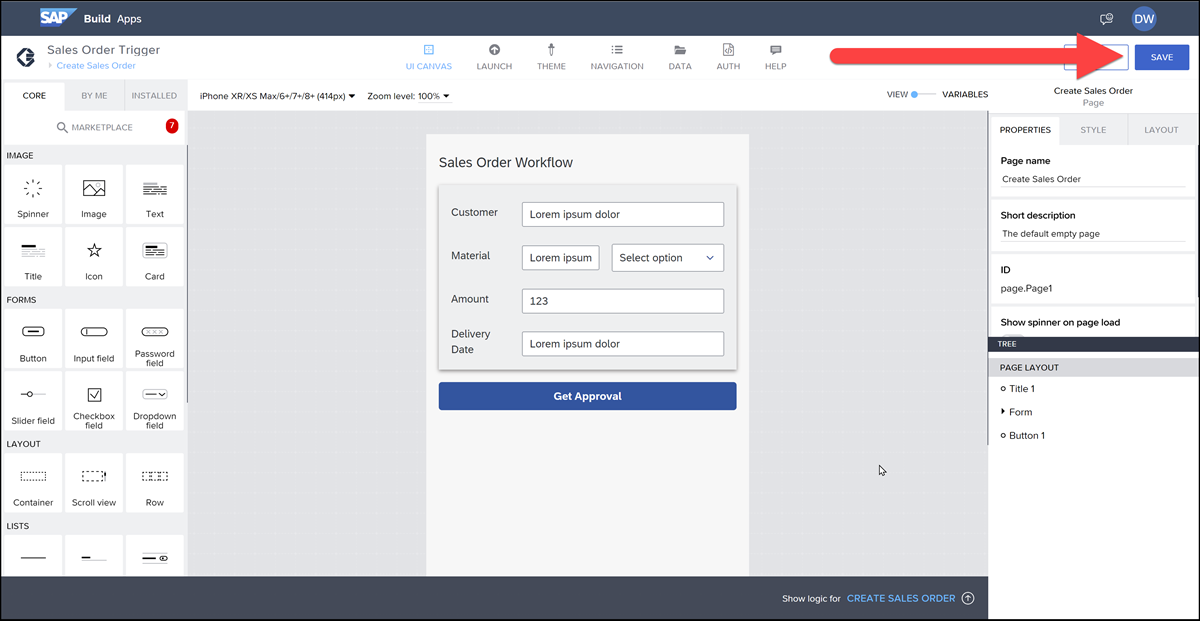 SAP Build Apps
DW
Sales Order Trigger
Create Sales Order
UI CANVAS
LAUNCH
THEME
NAVIGATION
DATA
AUTH
HELP
SAVE
CORE
BY ME
INSTALLED
iPhone XR/XS Max/6+/7+/8+ (414px)
Zoom level: 100%
VIEW
VARIABLES
Create Sales Order
Page
MARKETPLACE
7
PROPERTIES
STYLE
LAYOUT
IMAGE
Spinner
Image
Text
Title
Icon
Card
FORMS
Button
Input field
Password
field
Slider field
Checkbox
field
Dropdown
field
LAYOUT
Container
Scroll view
Row
LISTS
Sales Order Workflow
Customer
Lorem ipsum dolor
Material
Lorem ipsum
Select option
Amount
123
Delivery
Date
Lorem ipsum dolor
Get Approval
Page name
Create Sales Order
Short description
The default empty page
ID
page.Page1
Show spinner on page load
TREE
PAGE LAYOUT
Title 1
Form
Button 1
Show logic for CREATE SALES ORDER